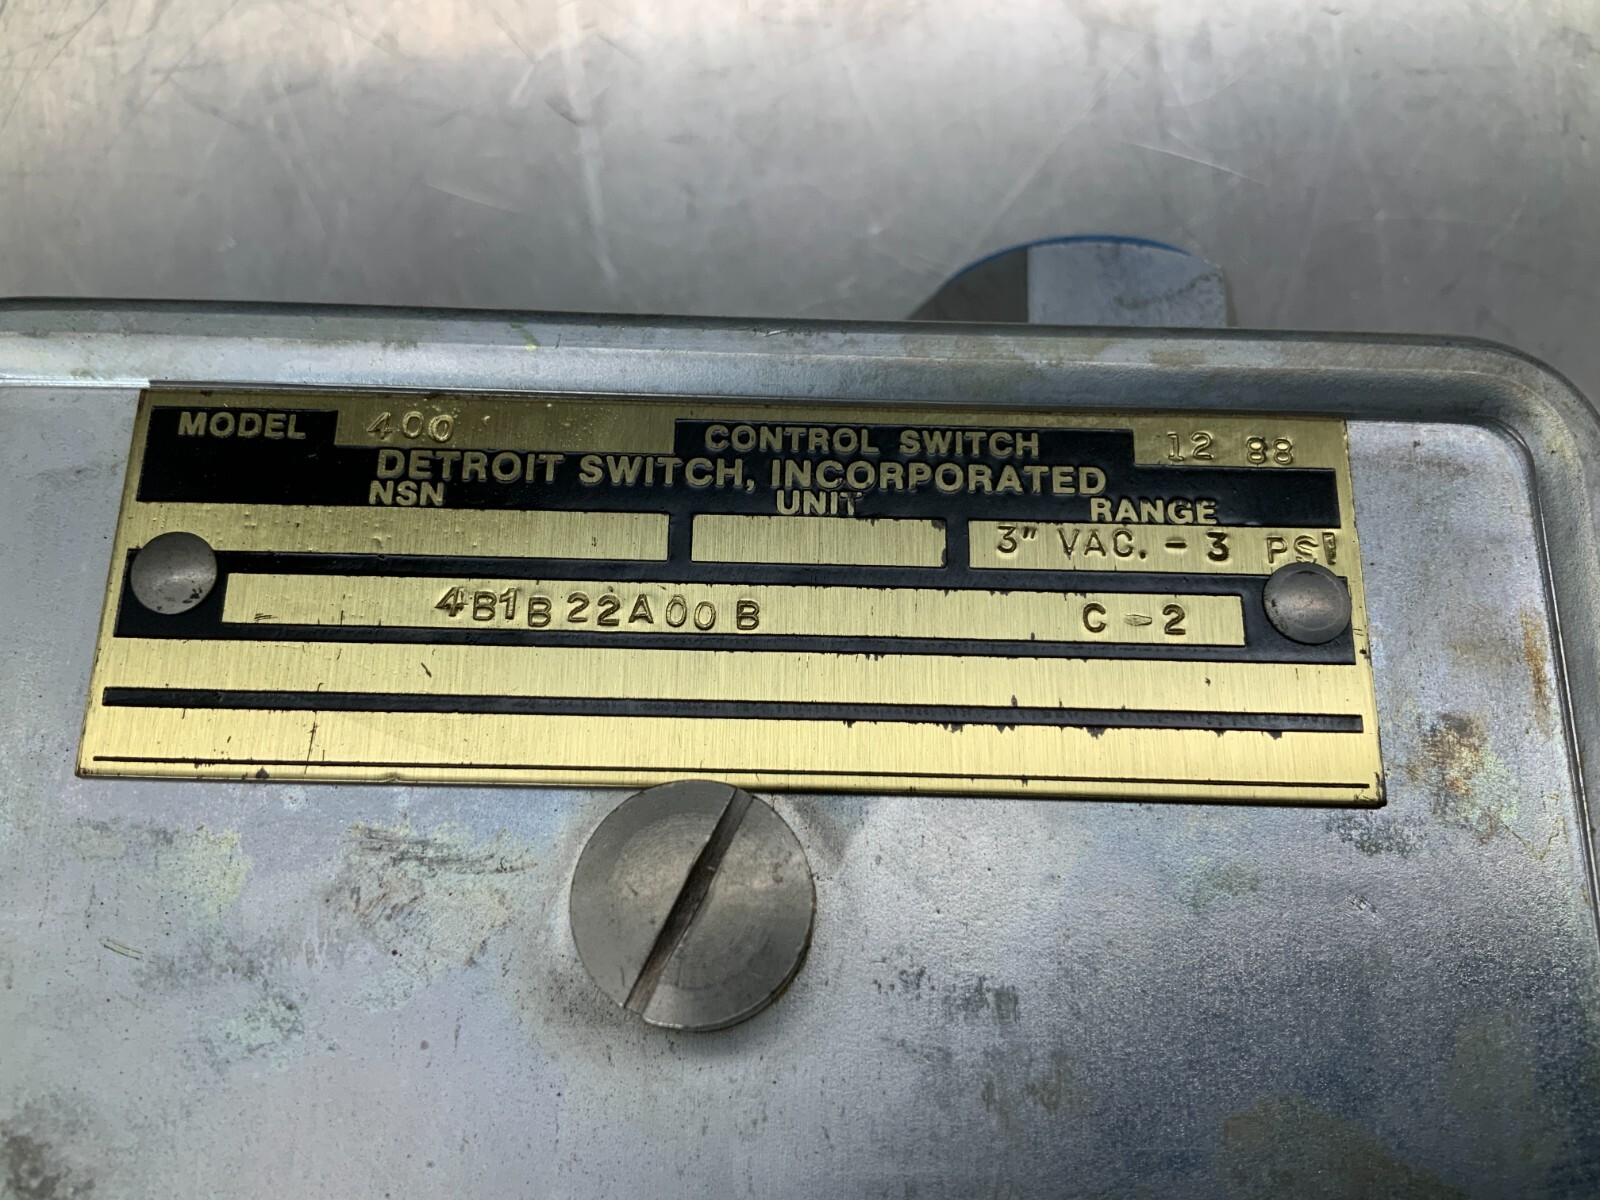 MODEL 400 CONTROL SWITCH 12 88
DETROIT SWITCH, INCORPORATED
NSN UNIT RANGE
3" VAC. - 3 PSI
4B1B22A00B C-2